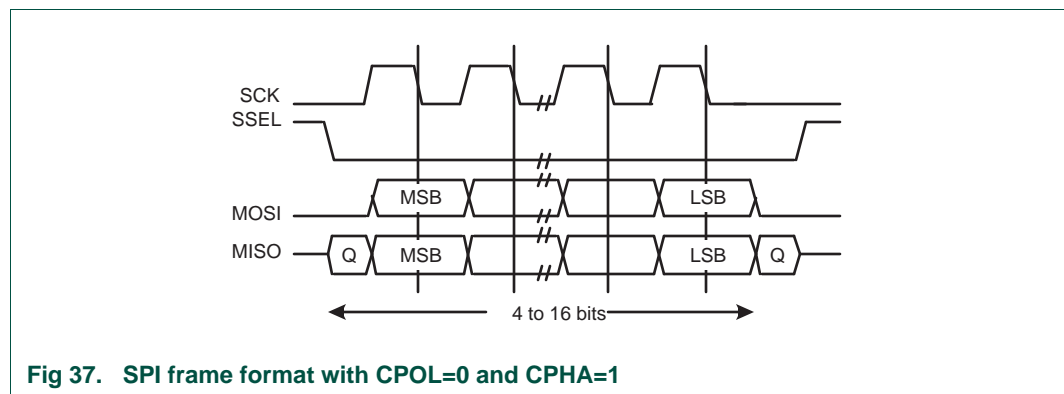 SCK
SSEL
MOSI MSB LSB
MISO Q MSB LSB Q
4 to 16 bits
Fig 37. SPI frame format with CPOL=0 and CPHA=1